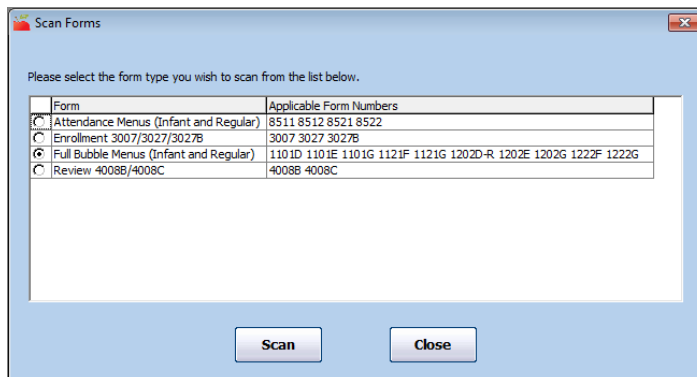 Scan Forms
Please select the form type you wish to scan from the list below.
Form Applicable Form Numbers
Attendance Menus (Infant and Regular) 8511 8512 8521 8522
Enrollment 3007/3027/3027B 3007 3027 3027B
Full Bubble Menus (Infant and Regular) 1101D 1101E 1101G 1121F 1121G 1202D-R 1202E 1202G 1222F 1222G
Review 4008B/4008C 4008B 4008C
Scan Close